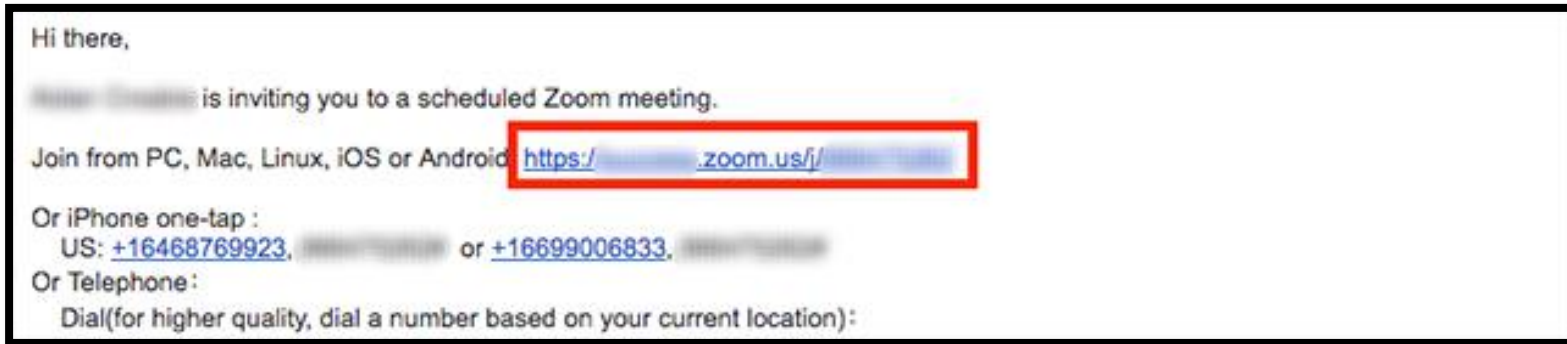 Hi there,
is inviting you to a scheduled Zoom meeting.
Join from PC, Mac, Linux, iOS or Android https:/ .zoom.us/j/
Or iPhone one-tap :
US: +16468769923, or +16699006833,
Or Telephone:
Dial(for higher quality, dial a number based on your current location):